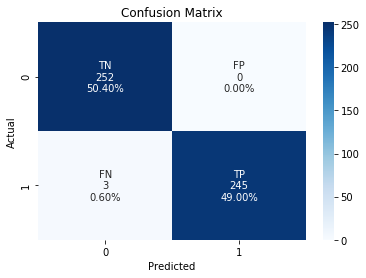 Confusion Matrix
TN
252
50.40%
FP
0
0.00%
FN
3
0.60%
TP
245
49.00%
0
1
Actual
0
1
Predicted
250
200
150
100
50
0